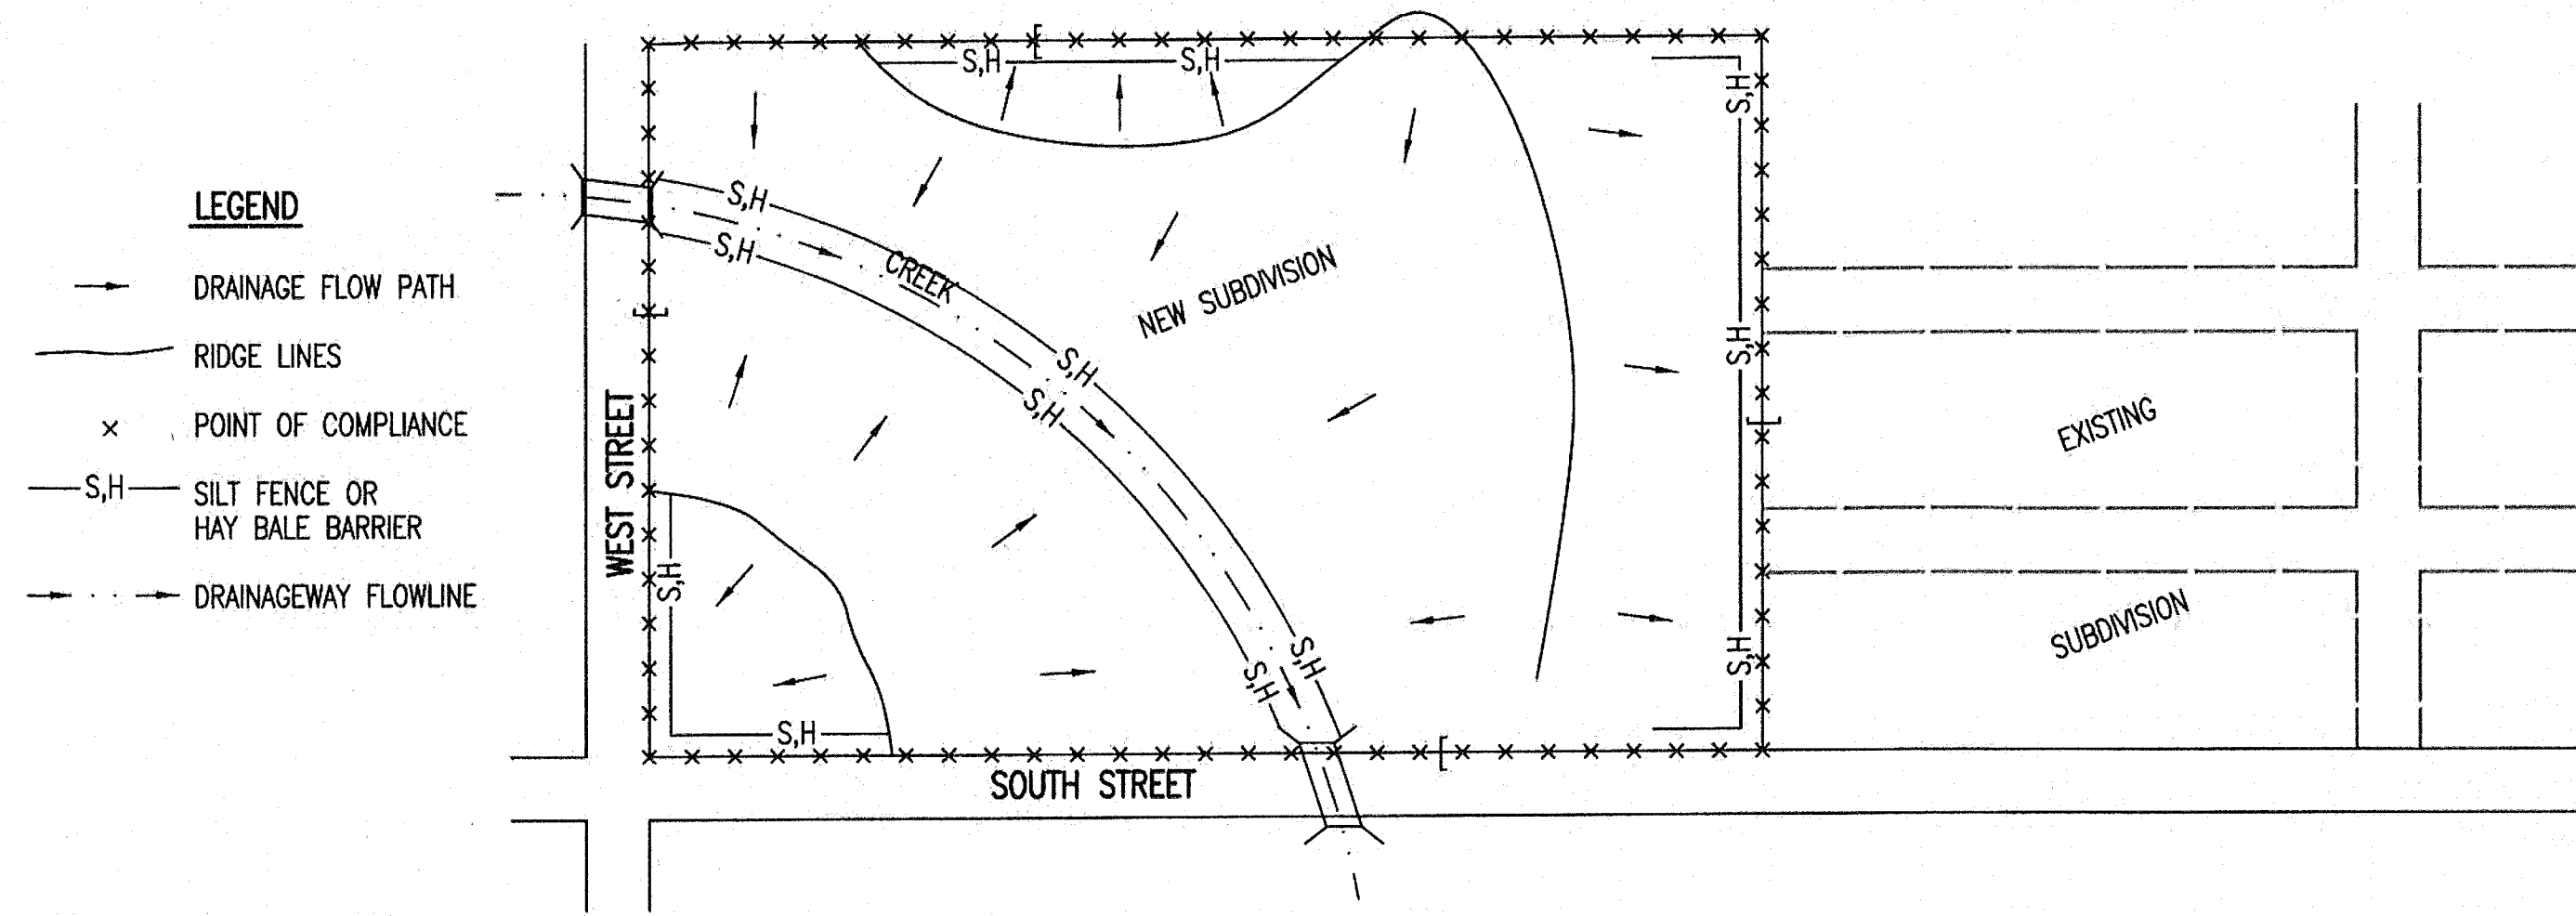 LEGEND
DRAINAGE FLOW PATH
RIDGE LINES
× POINT OF COMPLIANCE
S,H SILT FENCE OR
HAY BALE BARRIER
DRAINAGEWAY FLOWLINE
S,H
S,H
S,H
S,H
S,H
CREEK
NEW SUBDIVISION
S,H
S,H
S,H
WEST STREET
EXISTING
S,H
SUBDIVISION
S,H
S,H
S,H
S,H
SOUTH STREET